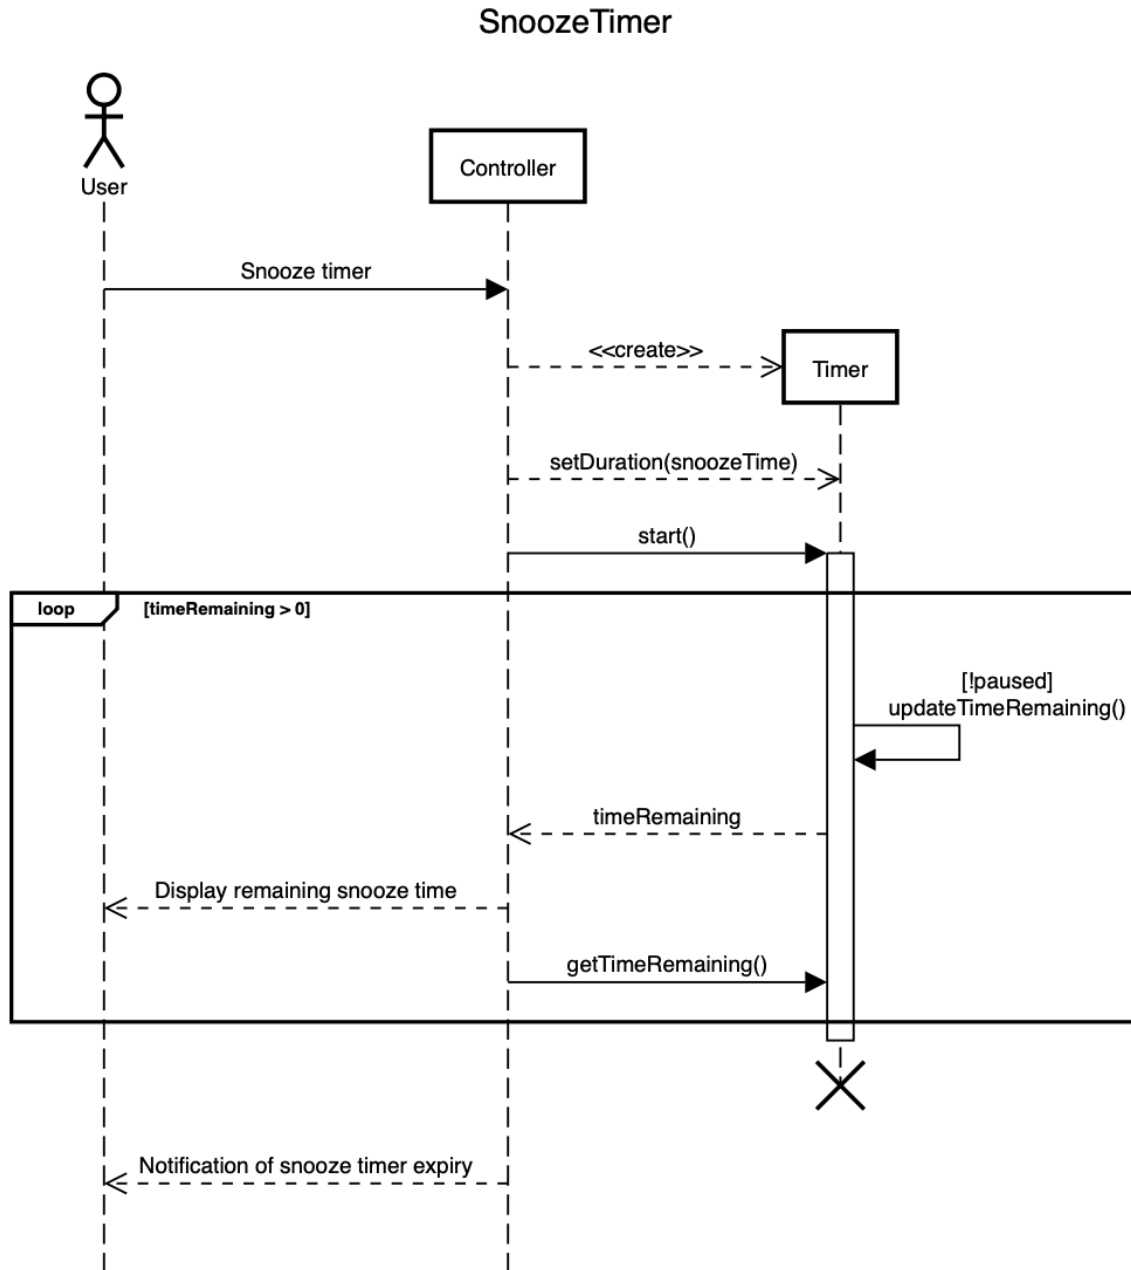 SnoozeTimer
User
Controller
Snooze timer
<<create>>
Timer
setDuration(snoozeTime)
start()
loop
[timeRemaining > 0]
[!paused]
updateTimeRemaining()
timeRemaining
Display remaining snooze time
getTimeRemaining()
Notification of snooze timer expiry